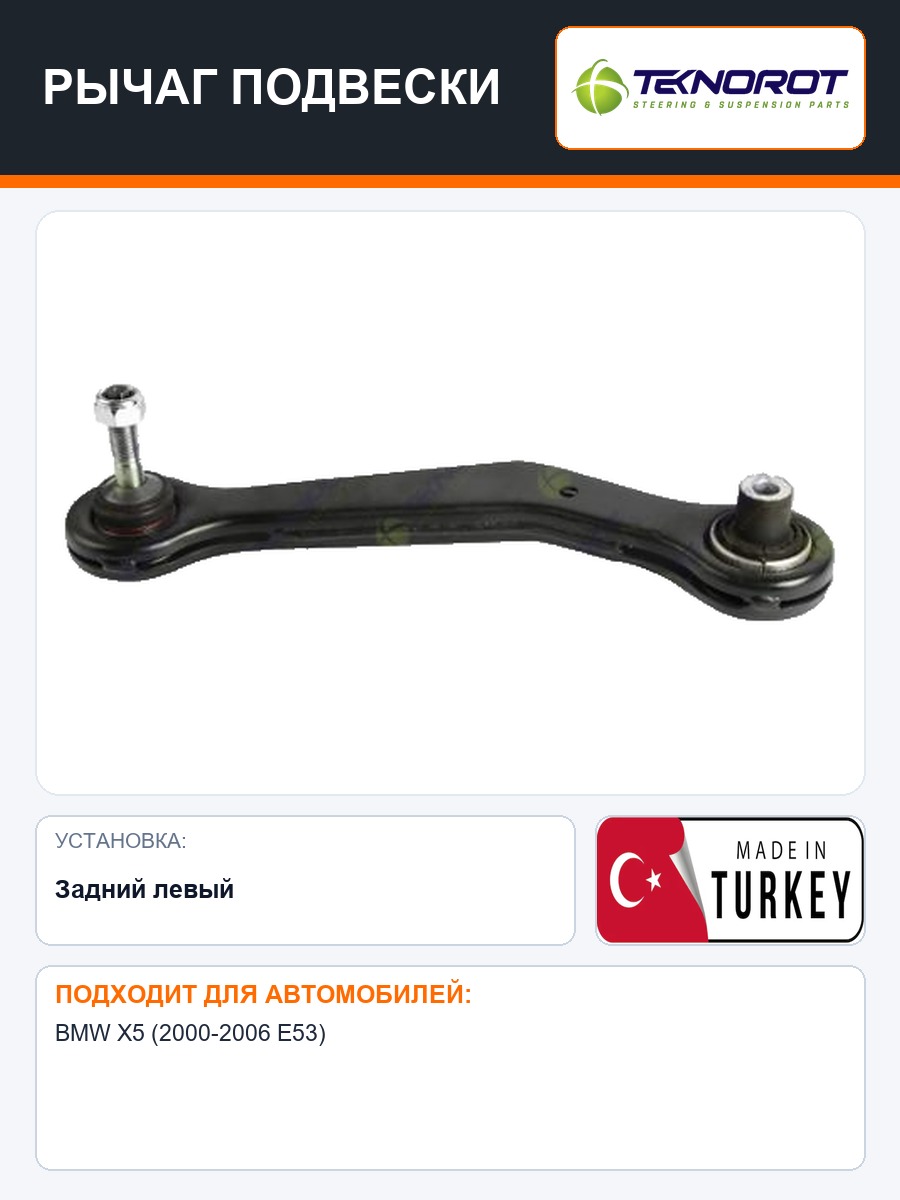 РЫЧАГ ПОДВЕСКИ
TEKNOROT
STEERING & SUSPENSION PARTS
УСТАНОВКА:
Задний левый
MADE IN
TURKEY
ПОДХОДИТ ДЛЯ АВТОМОБИЛЕЙ:
BMW X5 (2000-2006 E53)